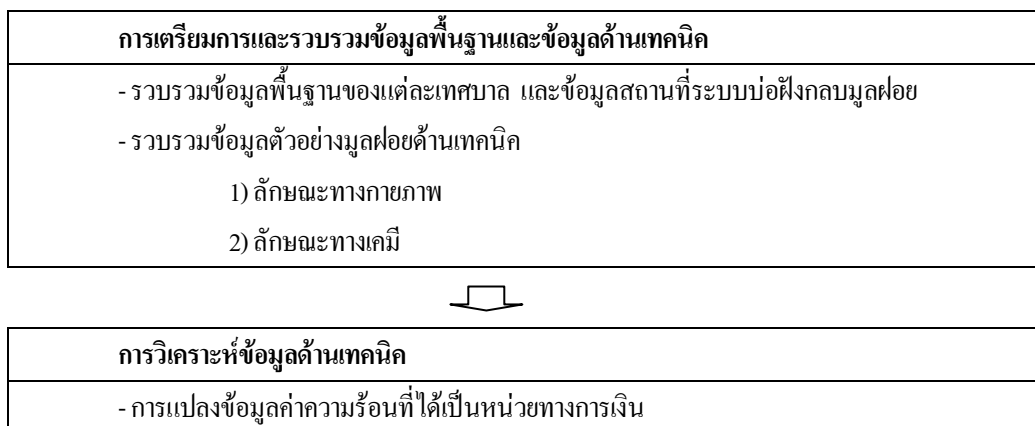 การเตรียมการและรวบรวมข้อมูลพื้นฐานและข้อมูลด้านเทคนิค
- รวบรวมข้อมูลพื้นฐานของแต่ละเทศบาล และข้อมูลสถานที่ระบบบ่อฝังกลบมูลฝอย
- รวบรวมข้อมูลตัวอย่างมูลฝอยด้านเทคนิค
1) ลักษณะทางกายภาพ
2) ลักษณะทางเคมี
การวิเคราะห์ข้อมูลด้านเทคนิค
- การแปลงข้อมูลค่าความร้อนที่ได้เป็นหน่วยทางการเงิน